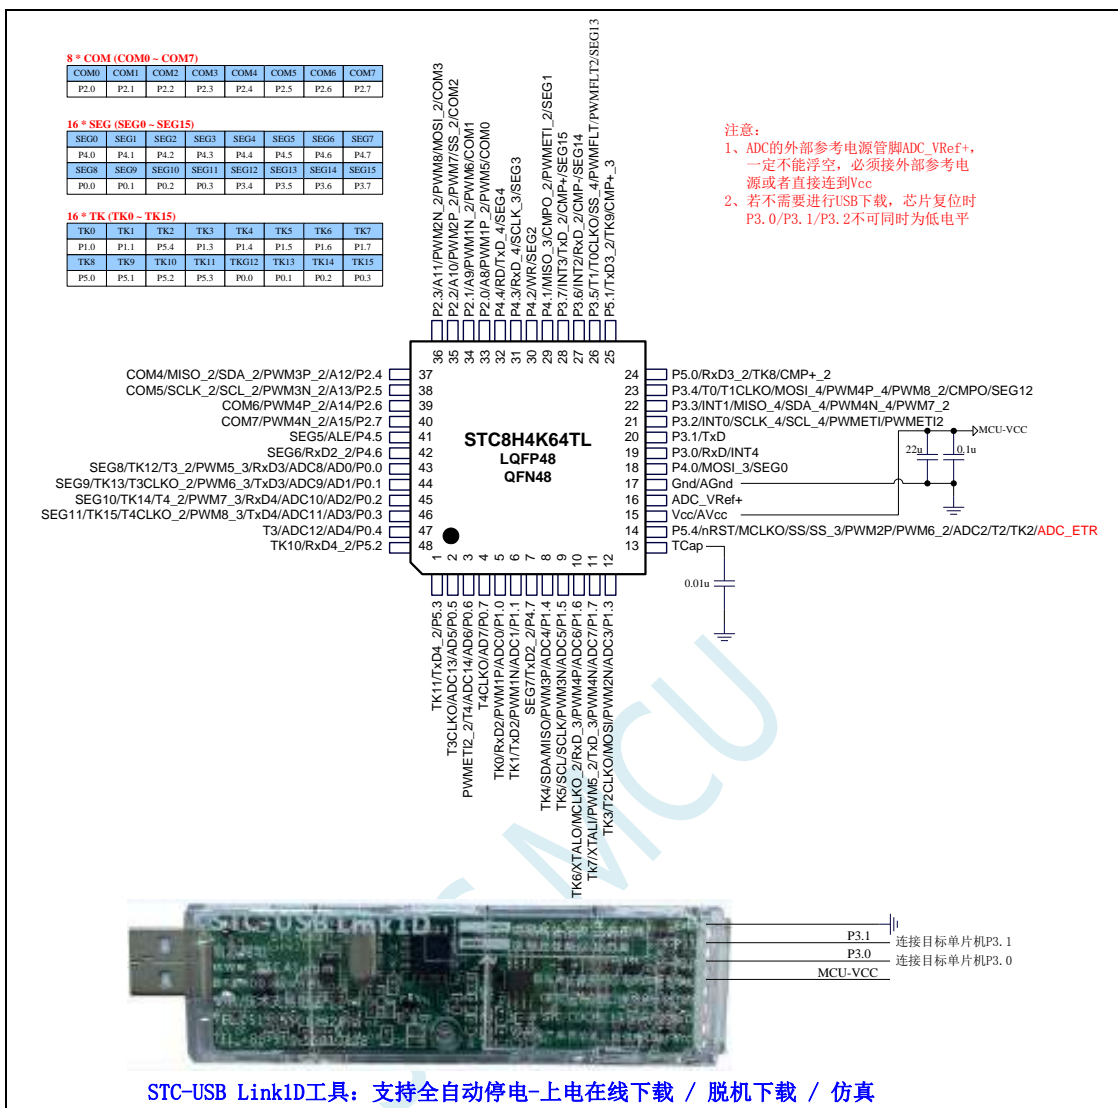 8 * COM (COM0 ~ COM7)
COM0 COM1 COM2 COM3 COM4 COM5 COM6 COM7
P2.0 P2.1 P2.2 P2.3 P2.4 P2.5 P2.6 P2.7
16 * SEG (SEG0 ~ SEG15)
SEG0 SEG1 SEG2 SEG3 SEG4 SEG5 SEG6 SEG7
P4.0 P4.1 P4.2 P4.3 P4.4 P4.5 P4.6 P4.7
SEG8 SEG9 SEG10 SEG11 SEG12 SEG13 SEG14 SEG15
P0.0 P0.1 P0.2 P0.3 P3.4 P3.5 P3.6 P3.7
16 * TK (TK0 ~ TK15)
TK0 TK1 TK2 TK3 TK4 TK5 TK6 TK7
P1.0 P1.1 P5.4 P1.3 P1.4 P1.5 P1.6 P1.7
TK8 TK9 TK10 TK11 TKG12 TK13 TK14 TK15
P5.0 P5.1 P5.2 P5.3 P0.0 P0.1 P0.2 P0.3
注意：
1、ADC的外部参考电源管脚ADC_VRef+，
一定不能浮空，必须接外部参考电
源或者直接连到Vcc
2、若不需要进行USB下载，芯片复位时
P3.0/P3.1/P3.2不可同时为低电平
P2.3/A11/PWM2N_2/PWM8/MOSI_2/COM3
P2.2/A10/PWM2P_2/PWM7/SS_2/COM2
P2.1/A9/PWM1N_2/PWM6/COM1
P2.0/A8/PWM1P_2/PWM5/COM0
P4.4/RD/TxD_4/SEG4
P4.3/RxD_4/SCLK_3/SEG3
P4.2/WR/SEG2
P4.1/MISO_3/CMPO_2/PWMETI_2/SEG1
P3.7/INT3/TxD_2/CMP+/SEG15
P3.6/INT2/RxD_2/CMP-/SEG14
P3.5/T1/T0CLKO/SS_4/PWMFLT/PWMFLT2/SEG13
P5.1/TxD3_2/TK9/CMP+_3
36 35 34 33 32 31 30 29 28 27 26 25
COM4/MISO_2/SDA_2/PWM3P_2/A12/P2.4 37
COM5/SCLK_2/SCL_2/PWM3N_2/A13/P2.5 38
COM6/PWM4P_2/A14/P2.6 39
COM7/PWM4N_2/A15/P2.7 40
SEG5/ALE/P4.5 41
SEG6/RxD2_2/P4.6 42
SEG8/TK12/T3_2/PWM5_3/RxD3/ADC8/AD0/P0.0 43
SEG9/TK13/T3CLKO_2/PWM6_3/TxD3/ADC9/AD1/P0.1 44
SEG10/TK14/T4_2/PWM7_3/RxD4/ADC10/AD2/P0.2 45
SEG11/TK15/T4CLKO_2/PWM8_3/TxD4/ADC11/AD3/P0.3 46
T3/ADC12/AD4/P0.4 47
TK10/RxD4_2/P5.2 48
STC8H4K64TL
LQFP48
QFN48
24 P5.0/RxD3_2/TK8/CMP+_2
23 P3.4/T0/T1CLKO/MOSI_4/PWM4P_4/PWM8_2/CMPO/SEG12
22 P3.3/INT1/MISO_4/SDA_4/PWM4N_4/PWM7_2
21 P3.2/INT0/SCLK_4/SCL_4/PWMETI/PWMETI2
20 P3.1/TxD
19 P3.0/RxD/INT4
18 P4.0/MOSI_3/SEG0
17 Gnd/AGnd
16 ADC_VRef+
15 Vcc/AVcc
14 P5.4/nRST/MCLKO/SS/SS_3/PWM2P/PWM6_2/ADC2/T2/TK2/ADC_ETR
13 TCap
MCU-VCC
22u
0.1u
0.01u
1 2 3 4 5 6 7 8 9 10 11 12
TK11/TxD4_2/P5.3
T3CLKO/ADC13/AD5/P0.5
PWMETI2_2/T4/ADC14/AD6/P0.6
T4CLKO/AD7/P0.7
TK0/RxD2/PWM1P/ADC0/P1.0
TK1/TxD2/PWM1N/ADC1/P1.1
SEG7/TxD2_2/P4.7
TK4/SDA/MISO/PWM3P/ADC4/P1.4
TK5/SCL/SCLK/PWM3N/ADC5/P1.5
TK6/XTALO/MCLKO_2/RxD_3/PWM4P/ADC6/P1.6
Tk7/XTALI/PWM5_2/TxD_3/PWM4N/ADC7/P1.7
TK3/T2CLKO/MOSI/PWM2N/ADC3/P1.3
MCU
STC-USB Link1D
P3.1 连接目标单片机P3.1
P3.0 连接目标单片机P3.0
MCU-VCC
STC-USB Link1D工具：支持全自动停电-上电在线下载 / 脱机下载 / 仿真